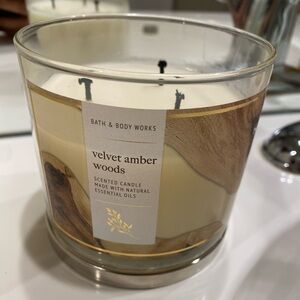 BATH & BODY WORKS
velvet amber
woods
SCENTED CANDLE
MADE WITH NATURAL
ESSENTIAL OILS